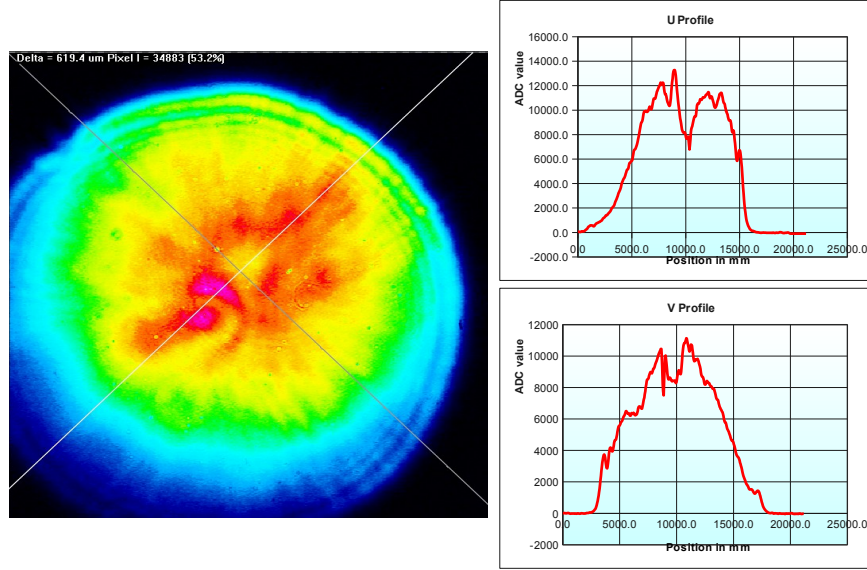 Delta = 619.4 um Pixel I = 34883 (53.2%)
U Profile
ADC value
16000.0
14000.0
12000.0
10000.0
8000.0
6000.0
4000.0
2000.0
0.0
-2000.0
0.0 5000.0 10000.0 15000.0 20000.0 25000.0
Position in mm
V Profile
ADC value
12000
10000
8000
6000
4000
2000
0
-2000
0.0 5000.0 10000.0 15000.0 20000.0 25000.0
Position in mm